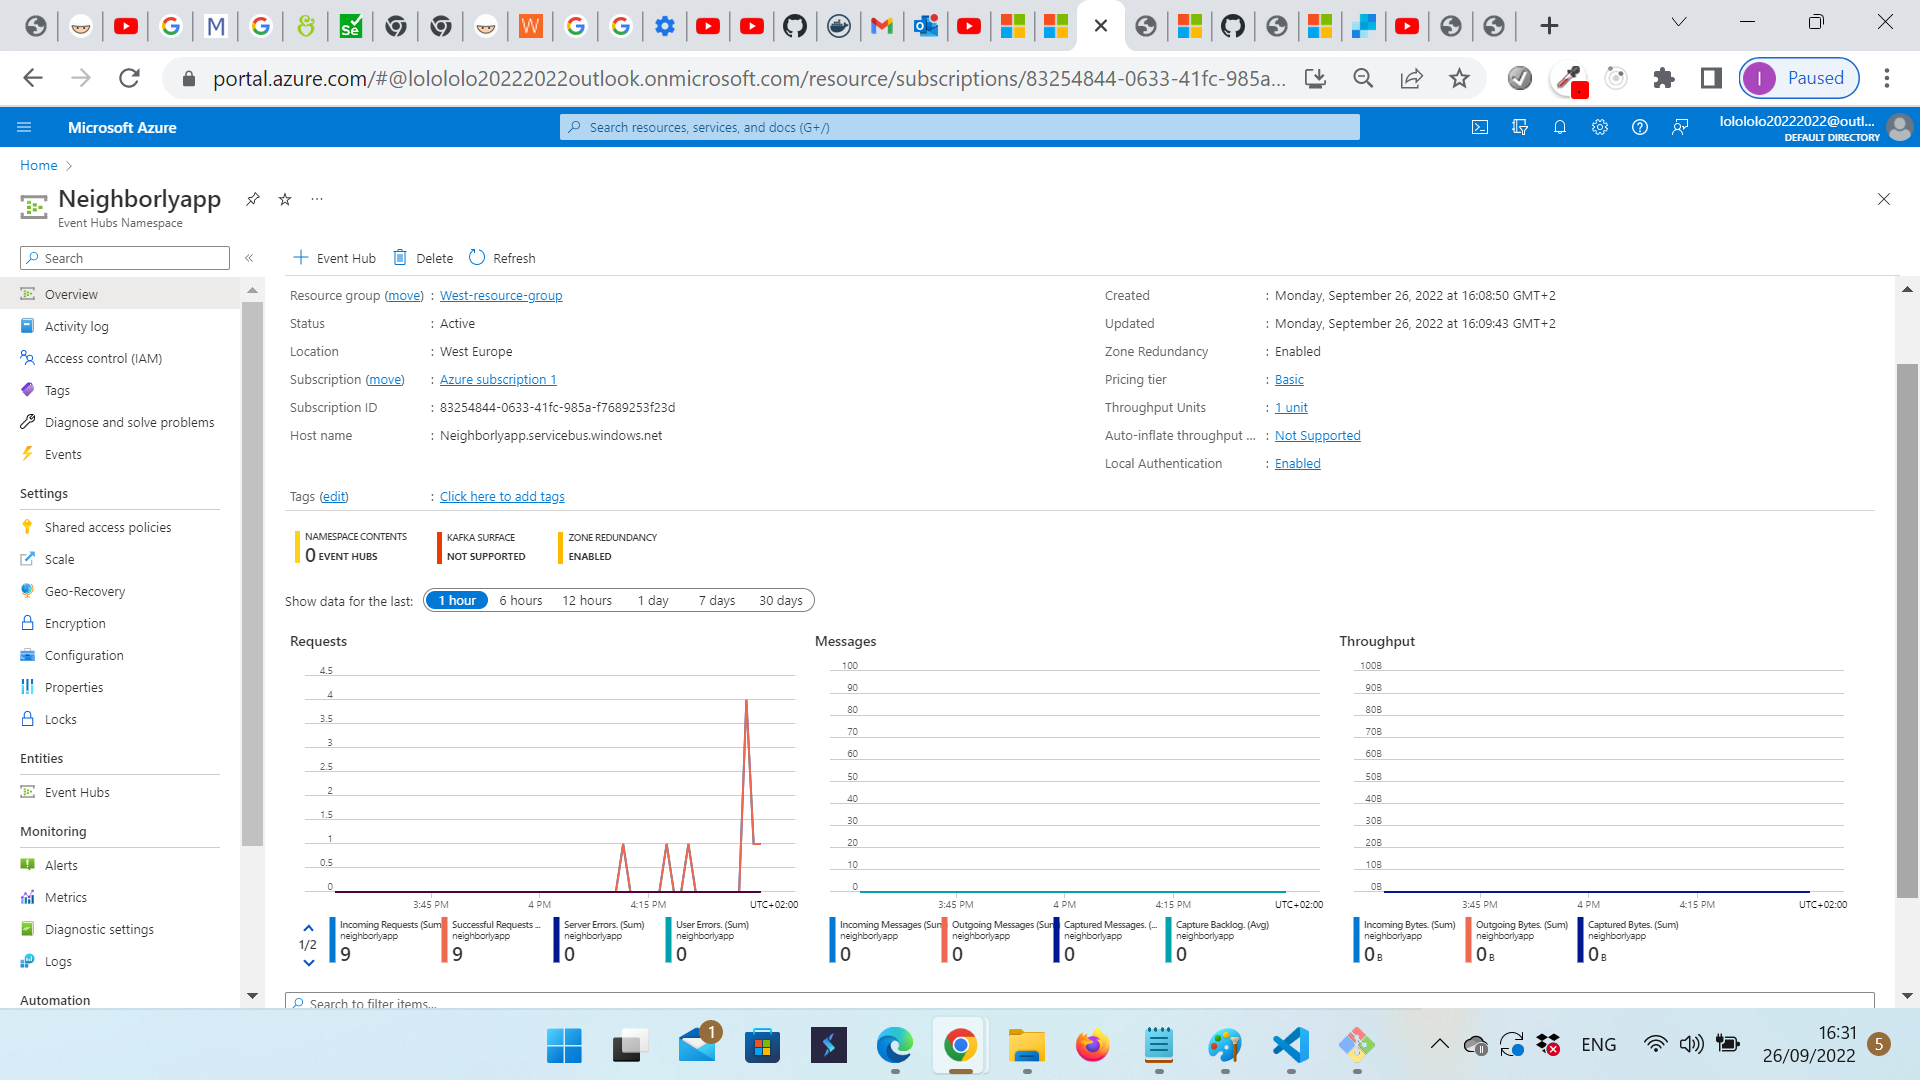 portal.azure.com/#@lolololo20222022outlook.onmicrosoft.com/resource/subscriptions/83254844-0633-41fc-985a...
Paused
Microsoft Azure
Search resources, services, and docs (G+/)
lolololo20222022@outl...
DEFAULT DIRECTORY
Home
Neighborlyapp
Event Hubs Namespace
Search
Event Hub
Delete
Refresh
Overview
Activity log
Access control (IAM)
Tags
Diagnose and solve problems
Events
Settings
Shared access policies
Scale
Geo-Recovery
Encryption
Configuration
Properties
Locks
Entities
Event Hubs
Monitoring
Alerts
Metrics
Diagnostic settings
Logs
Automation
Resource group (move) : West-resource-group
Status : Active
Location : West Europe
Subscription (move) : Azure subscription 1
Subscription ID : 83254844-0633-41fc-985a-f7689253f23d
Host name : Neighborlyapp.servicebus.windows.net
Tags (edit) : Click here to add tags
Created : Monday, September 26, 2022 at 16:08:50 GMT+2
Updated : Monday, September 26, 2022 at 16:09:43 GMT+2
Zone Redundancy : Enabled
Pricing tier : Basic
Throughput Units : 1 unit
Auto-inflate throughput ... : Not Supported
Local Authentication : Enabled
NAMESPACE CONTENTS
0 EVENT HUBS
KAFKA SURFACE
NOT SUPPORTED
ZONE REDUNDANCY
ENABLED
Show data for the last: 1 hour 6 hours 12 hours 1 day 7 days 30 days
Requests
4.5
4
3.5
3
2.5
2
1.5
1
0.5
0
3:45 PM 4 PM 4:15 PM UTC+02:00
1/2
Incoming Requests (Sum)
neighborlyapp
9
Successful Requests ...
neighborlyapp
9
Server Errors. (Sum)
neighborlyapp
0
User Errors. (Sum)
neighborlyapp
0
Messages
100
90
80
70
60
50
40
30
20
10
0
3:45 PM 4 PM 4:15 PM UTC+02:00
Incoming Messages (Sum
neighborlyapp
0
Outgoing Messages (Sum
neighborlyapp
0
Captured Messages. (...
neighborlyapp
0
Capture Backlog. (Avg)
neighborlyapp
0
Throughput
100B
90B
80B
70B
60B
50B
40B
30B
20B
10B
0B
3:45 PM 4 PM 4:15 PM UTC+02:00
Incoming Bytes. (Sum)
neighborlyapp
0 B
Outgoing Bytes. (Sum)
neighborlyapp
0 B
Captured Bytes. (Sum)
neighborlyapp
0 B
Search to filter items...
1
ENG
16:31
26/09/2022
5